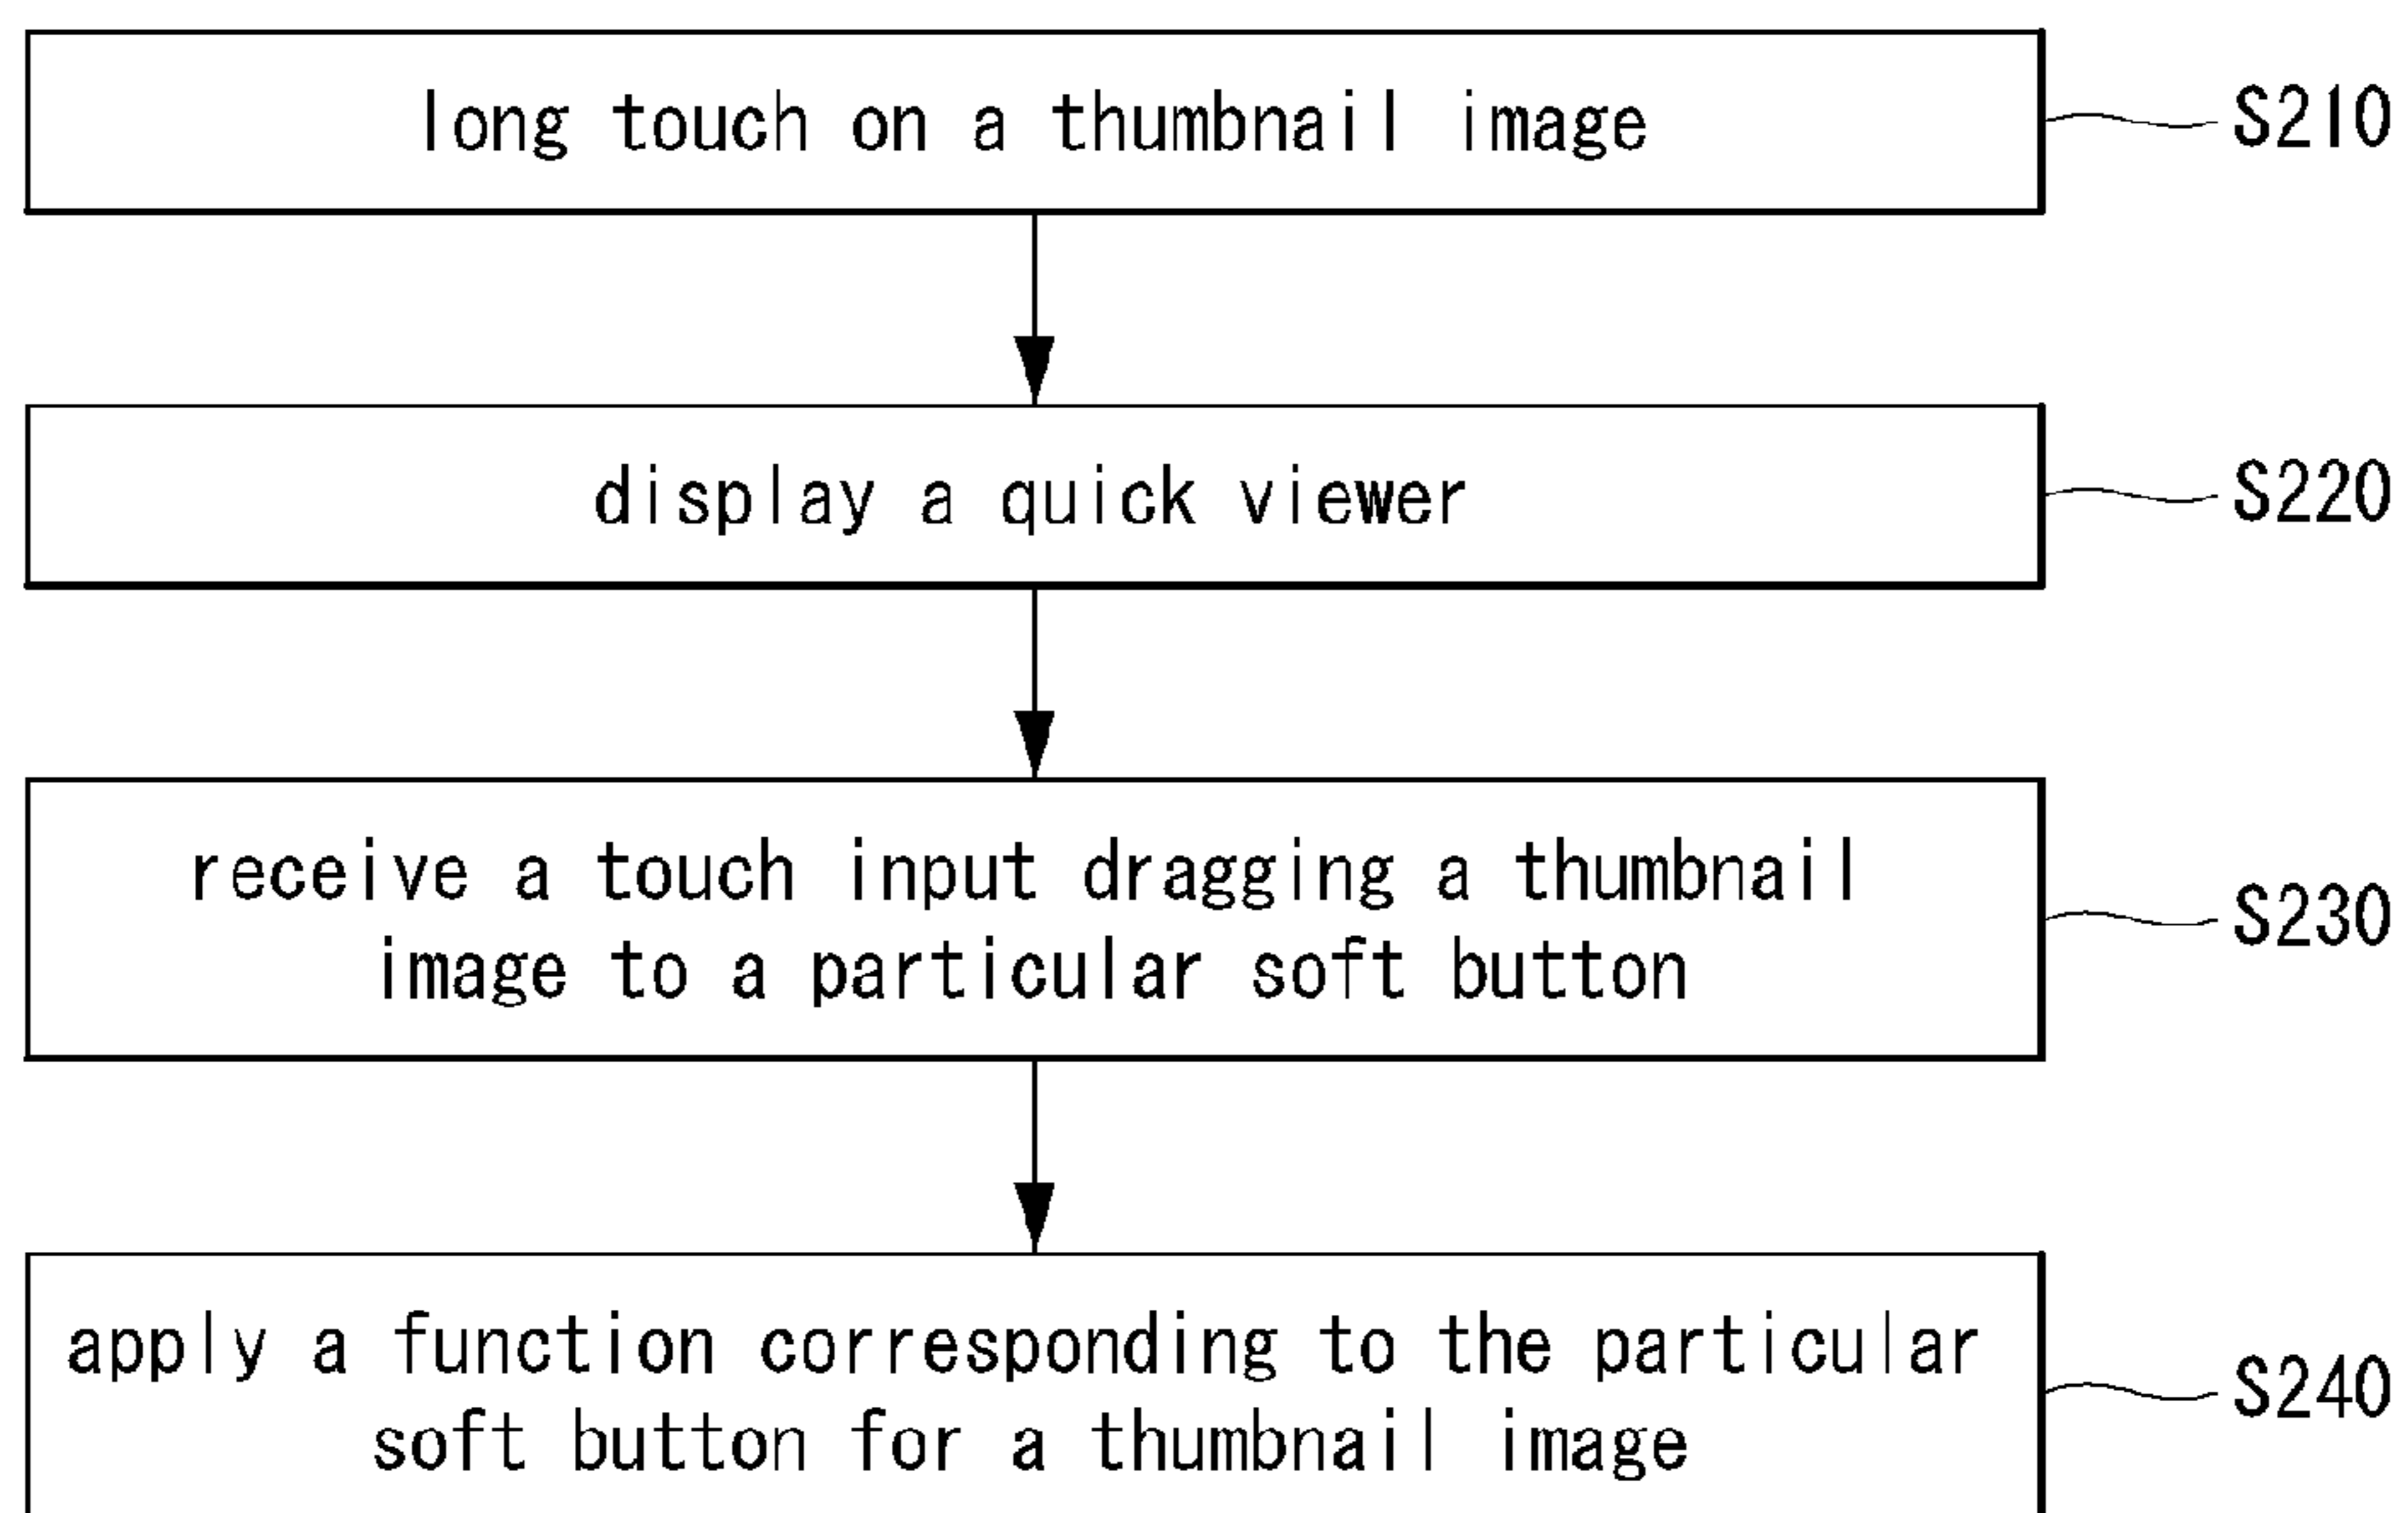 long touch on a thumbnail image
S210
display a quick viewer
S220
receive a touch input dragging a thumbnail
image to a particular soft button
S230
apply a function corresponding to the particular
soft button for a thumbnail image
S240